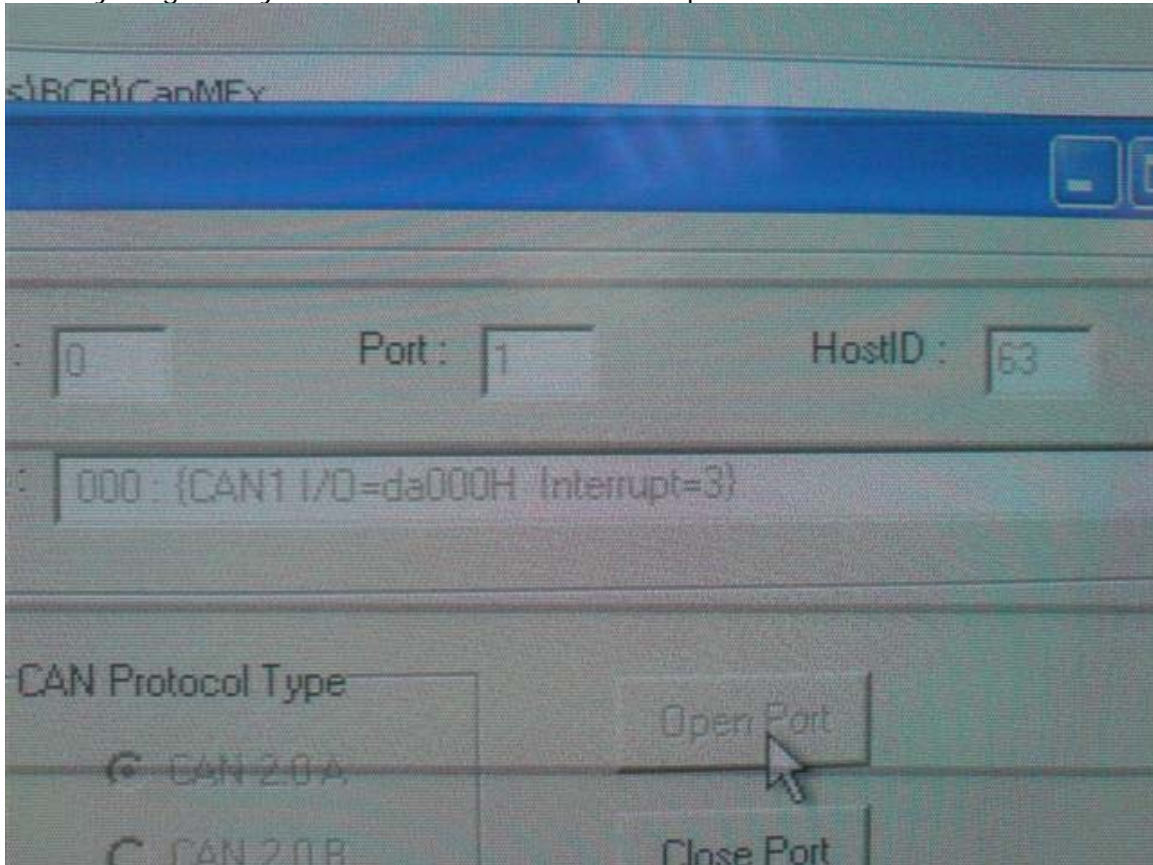 s\BCB\CanMEx
: 0 Port : 1 HostID : 63
: 000 : {CAN1 I/O=da000H Interrupt=3}
CAN Protocol Type
Open Port
CAN 2.0 A
CAN 2.0 B
Close Port